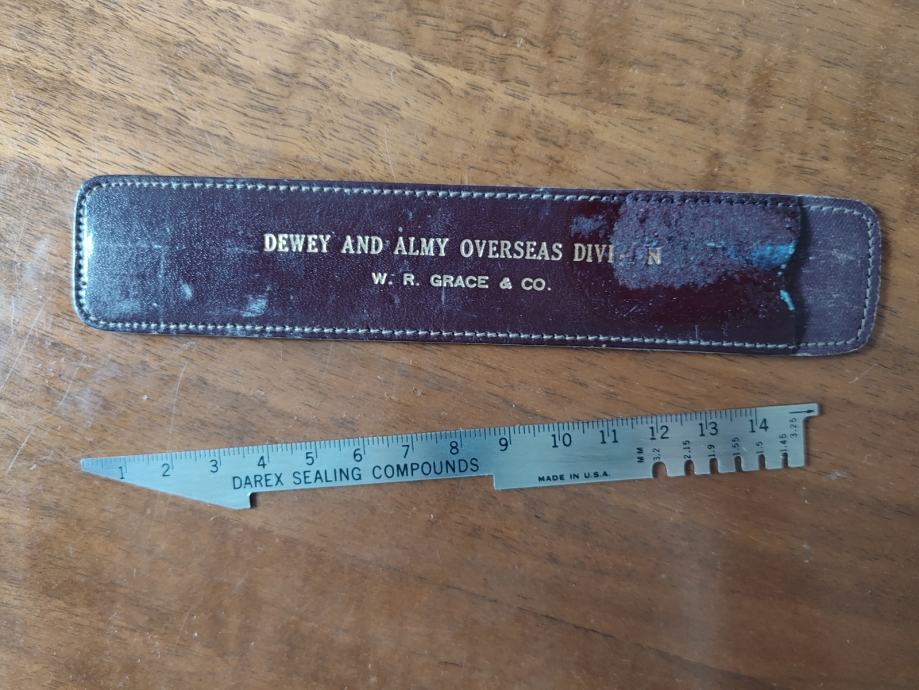 DEWEY AND ALMY OVERSEAS
W. R. GRACE & CO.
1 2 3 4 5 6 7 8 9 10 11 12 13 14
DAREX SEALING COMPOUNDS
MADE IN U.S.A.
MM 3.2 2.15 1.9 1.55 1.5 1.45 3.25